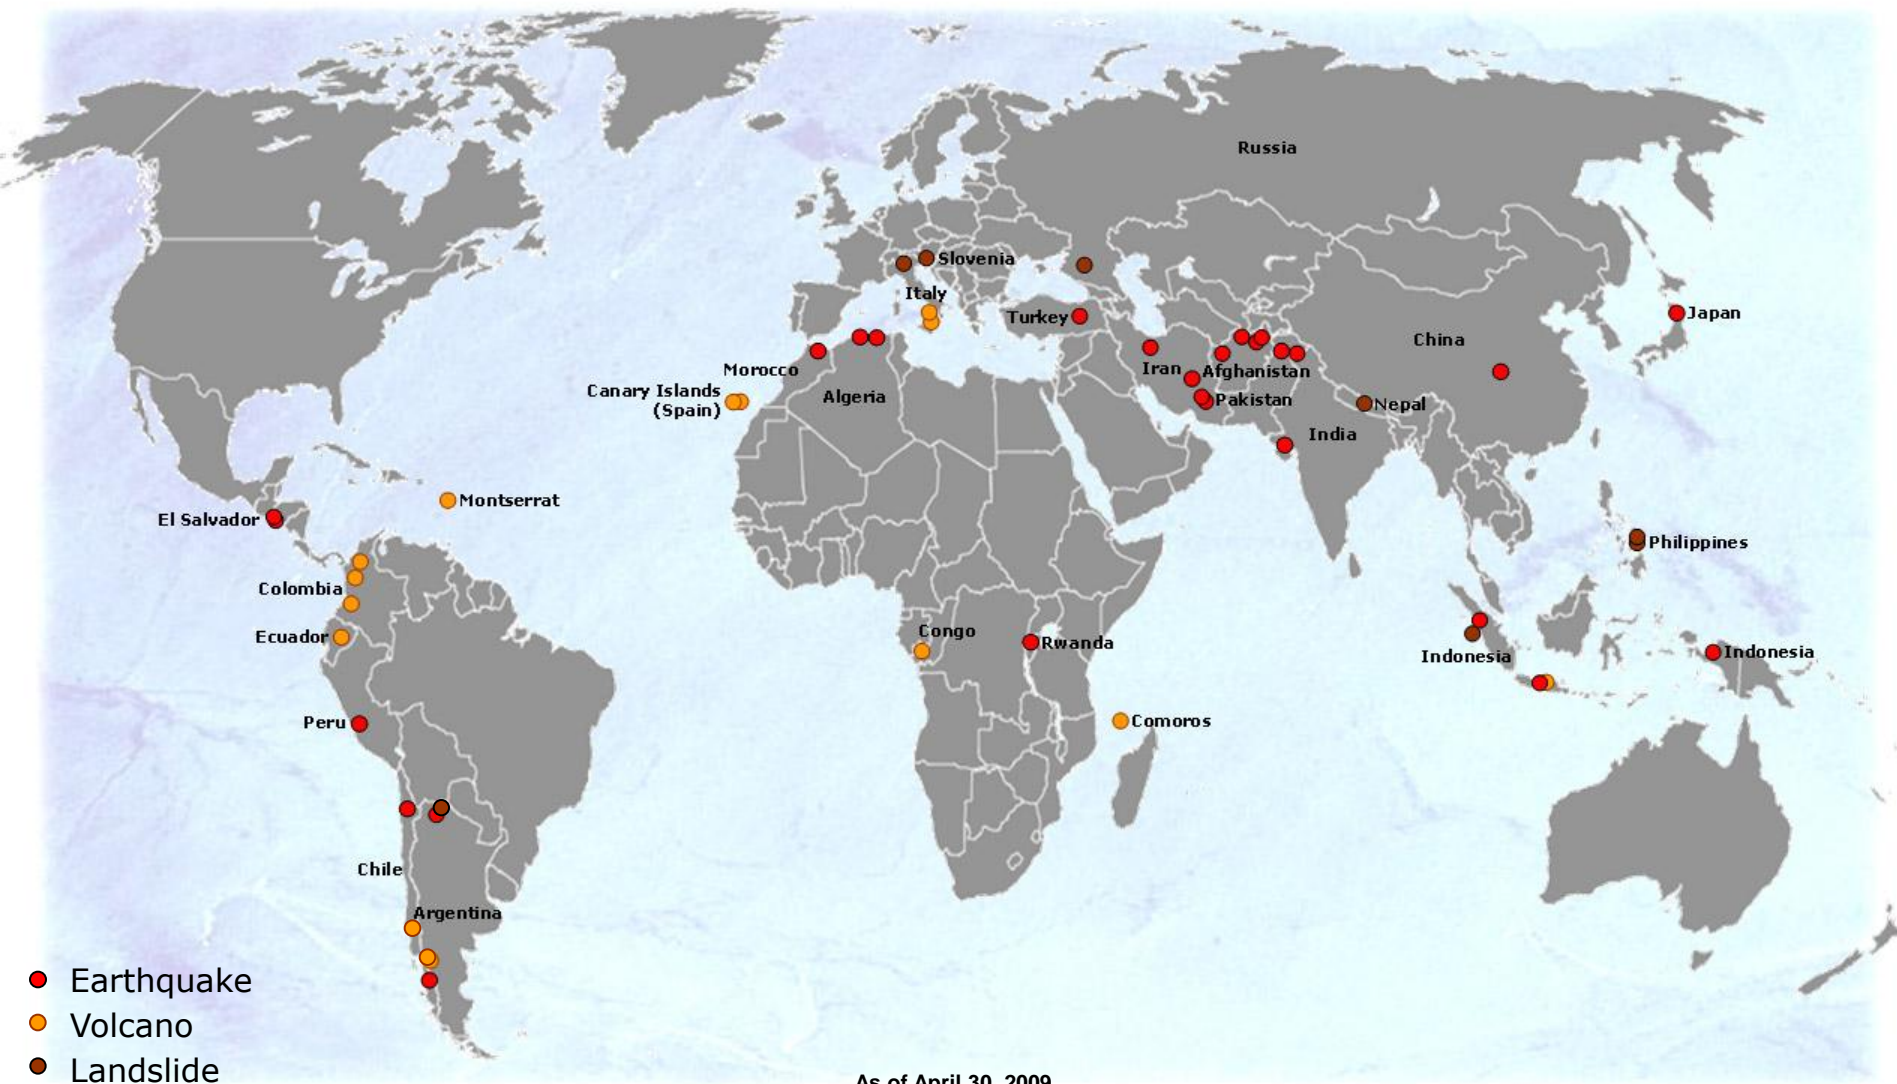 Russia
Slovenia
Italy
Turkey
Japan
China
Morocco
Iran
Afghanistan
Canary Islands
(Spain)
Algeria
Pakistan
Nepal
India
Montserrat
El Salvador
Philippines
Colombia
Ecuador
Congo
Rwanda
Indonesia
Indonesia
Peru
Comoros
Chile
Argentina
Earthquake
Volcano
Landslide
As of April 30, 2009